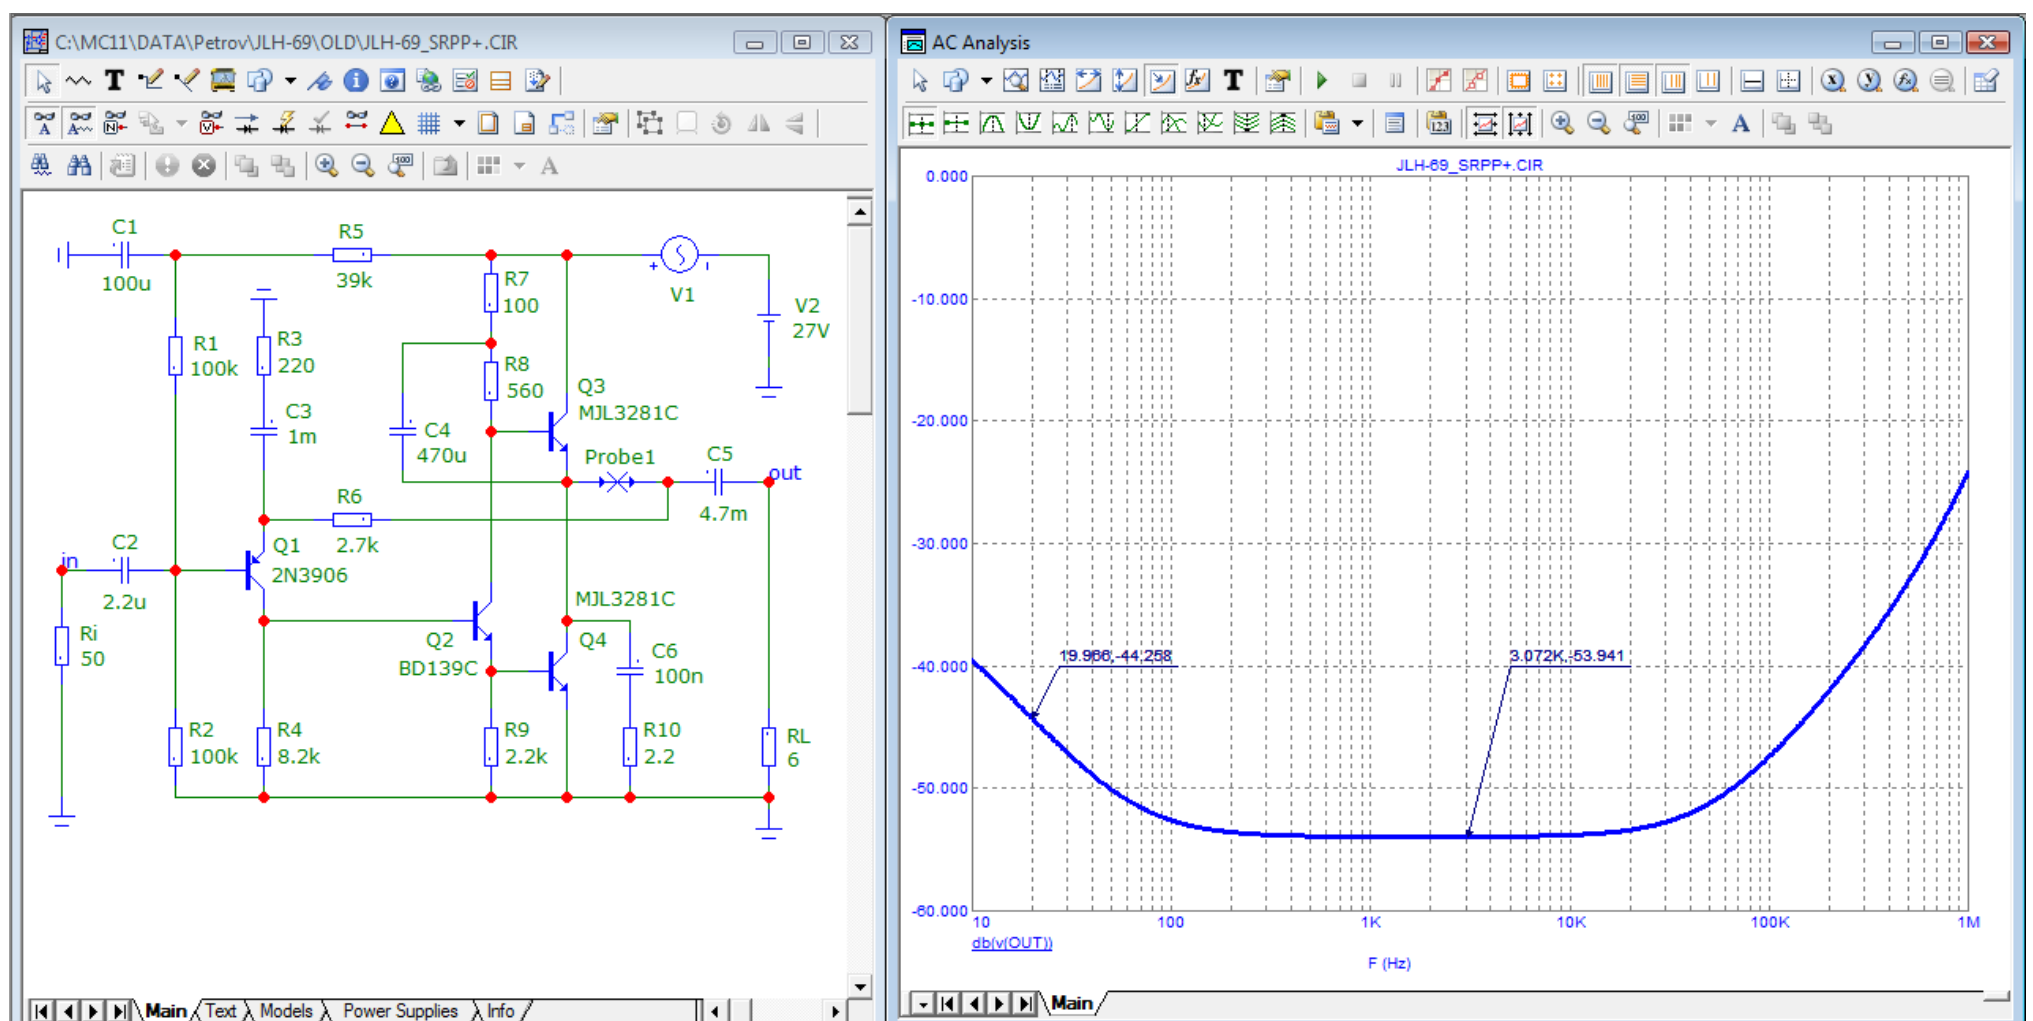 C:\MC11\DATA\Petrov\JLH-69\OLD\JLH-69_SRPP+.CIR
C1
100u
R5
39k
R7
100
V1
V2
27V
R1
100k
R3
220
R8
560
Q3
MJL3281C
C3
1m
C4
470u
Probe1
C5
4.7m
out
R6
2.7k
in
C2
2.2u
Q1
2N3906
MJL3281C
Ri
50
Q2
BD139C
Q4
C6
100n
R2
100k
R4
8.2k
R9
2.2k
R10
2.2
RL
6
Main
Text
Models
Power Supplies
Info
AC Analysis
JLH-69_SRPP+.CIR
0.000
-10.000
-20.000
-30.000
-40.000
-50.000
-60.000
19.966,-44.258
3.072K,-53.941
10
100
1K
10K
100K
1M
db(v(OUT))
F (Hz)
Main